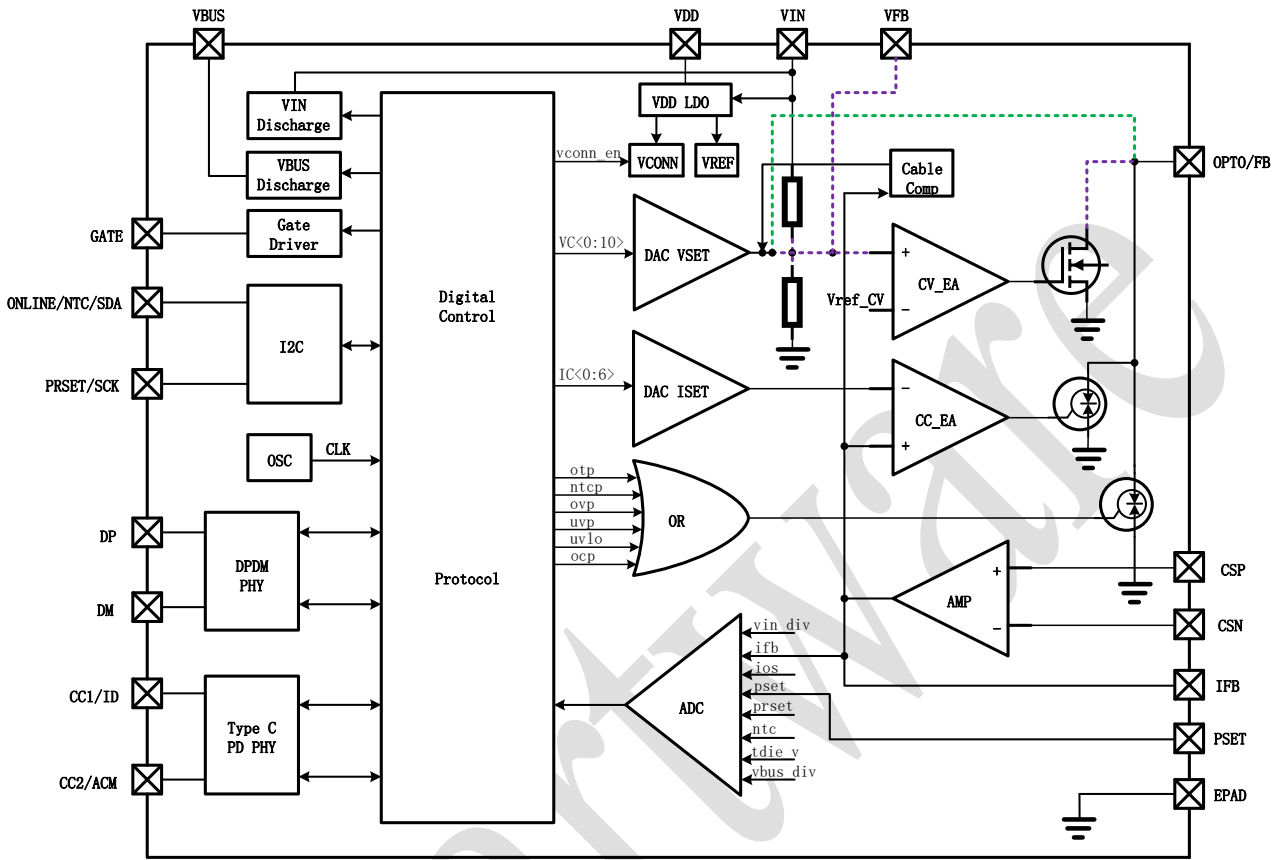 VBUS
VDD
VIN
VFB
VIN
Discharge
VDD LDO
VBUS
Discharge
vconn_en
VCONN
VREF
Cable
Comp
OPTO/FB
GATE
Gate
Driver
VC<0:10>
DAC VSET
+
CV_EA
Vref_CV
−
ONLINE/NTC/SDA
I2C
PRSET/SCK
Digital
Control
IC<0:6>
DAC ISET
−
CC_EA
+
OSC
CLK
otp
ntcp
ovp
uvp
uvlo
ocp
OR
DP
DPDM
PHY
DM
Protocol
+
AMP
−
CSP
CSN
vin_div
ifb
ios
pset
prset
ntc
tdie_v
vbus_div
ADC
IFB
PSET
CC1/ID
Type C
PD PHY
CC2/ACM
EPAD